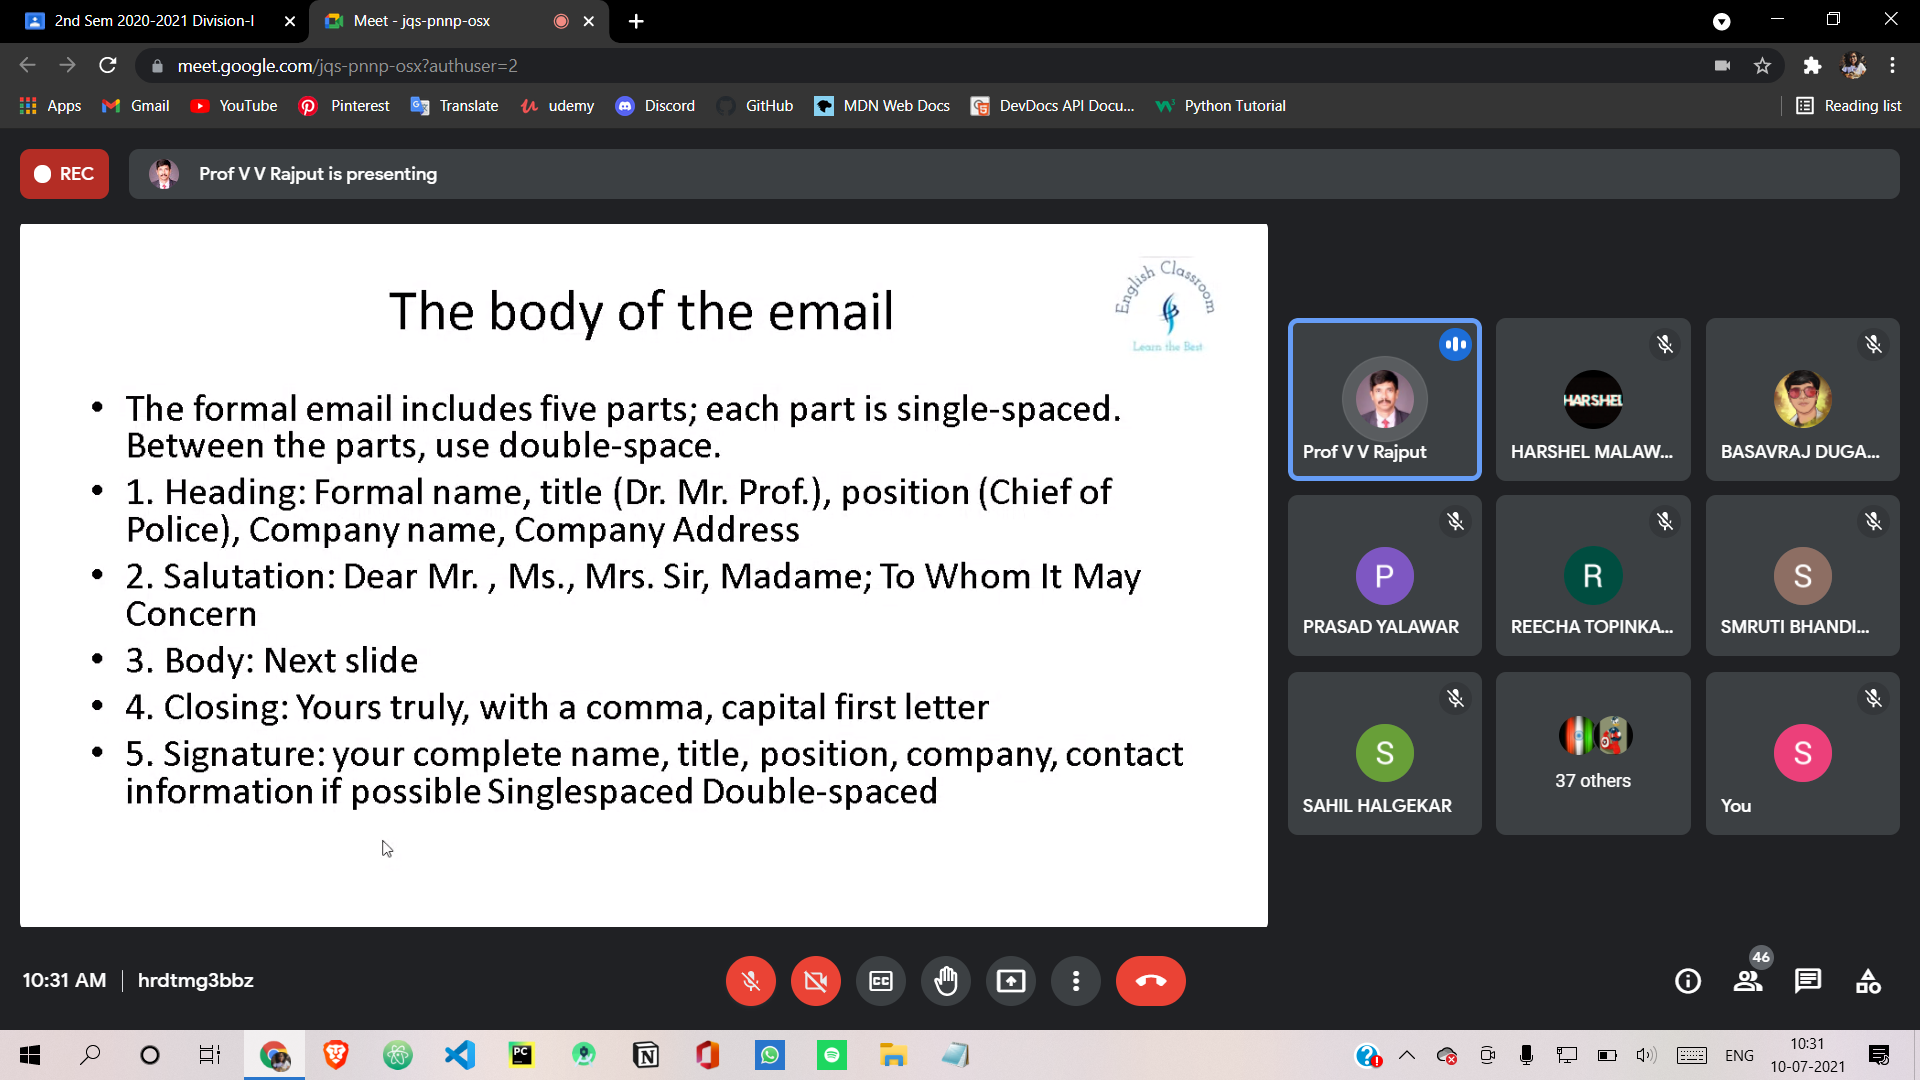 2nd Sem 2020-2021 Division-I
Meet - jqs-pnnp-osx
meet.google.com/jqs-pnnp-osx?authuser=2
Apps
Gmail
YouTube
Pinterest
Translate
udemy
Discord
GitHub
MDN Web Docs
DevDocs API Docu...
Python Tutorial
Reading list
REC
Prof V V Rajput is presenting
The body of the email
English Classroom
Learn the Best
• The formal email includes five parts; each part is single-spaced.
Between the parts, use double-space.
• 1. Heading: Formal name, title (Dr. Mr. Prof.), position (Chief of
Police), Company name, Company Address
• 2. Salutation: Dear Mr. , Ms., Mrs. Sir, Madame; To Whom It May
Concern
• 3. Body: Next slide
• 4. Closing: Yours truly, with a comma, capital first letter
• 5. Signature: your complete name, title, position, company, contact
information if possible Singlespaced Double-spaced
Prof V V Rajput
HARSHEL
HARSHEL MALAW...
BASAVRAJ DUGA...
P
PRASAD YALAWAR
R
REECHA TOPINKA...
S
SMRUTI BHANDI...
S
SAHIL HALGEKAR
37 others
S
You
10:31 AM
hrdtmg3bbz
CC
46
PC
N
ENG
10:31
10-07-2021